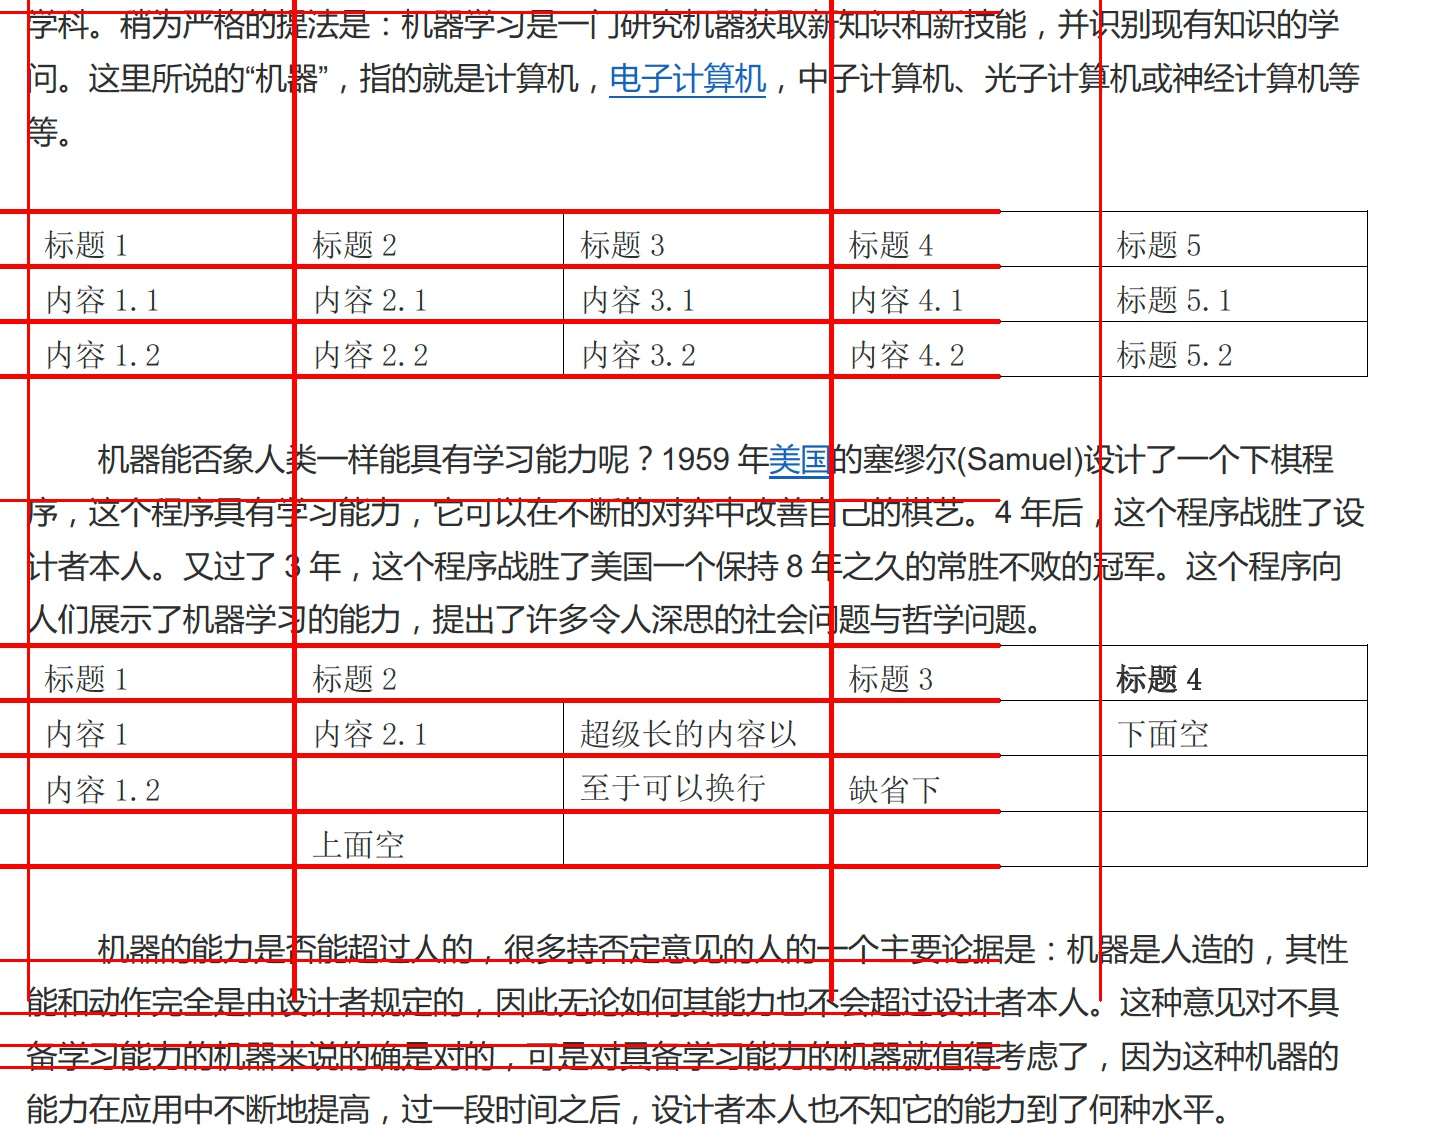 学科。稍为严格的提法是：机器学习是一门研究机器获取新知识和新技能，并识别现有知识的学
问。这里所说的“机器”，指的就是计算机，电子计算机，中子计算机、光子计算机或神经计算机等
等。
标题 1 标题 2 标题 3 标题 4 标题 5
内容 1.1 内容 2.1 内容 3.1 内容 4.1 标题 5.1
内容 1.2 内容 2.2 内容 3.2 内容 4.2 标题 5.2
机器能否象人类一样能具有学习能力呢？1959 年美国的塞缪尔(Samuel)设计了一个下棋程
序，这个程序具有学习能力，它可以在不断的对弈中改善自己的棋艺。4 年后，这个程序战胜了设
计者本人。又过了 3 年，这个程序战胜了美国一个保持 8 年之久的常胜不败的冠军。这个程序向
人们展示了机器学习的能力，提出了许多令人深思的社会问题与哲学问题。
标题 1 标题 2 标题 3 标题 4
内容 1 内容 2.1 超级长的内容以 下面空
内容 1.2 至于可以换行 缺省下
上面空
机器的能力是否能超过人的，很多持否定意见的人的一个主要论据是：机器是人造的，其性
能和动作完全是由设计者规定的，因此无论如何其能力也不会超过设计者本人。这种意见对不具
备学习能力的机器来说的确是对的，可是对具备学习能力的机器就值得考虑了，因为这种机器的
能力在应用中不断地提高，过一段时间之后，设计者本人也不知它的能力到了何种水平。